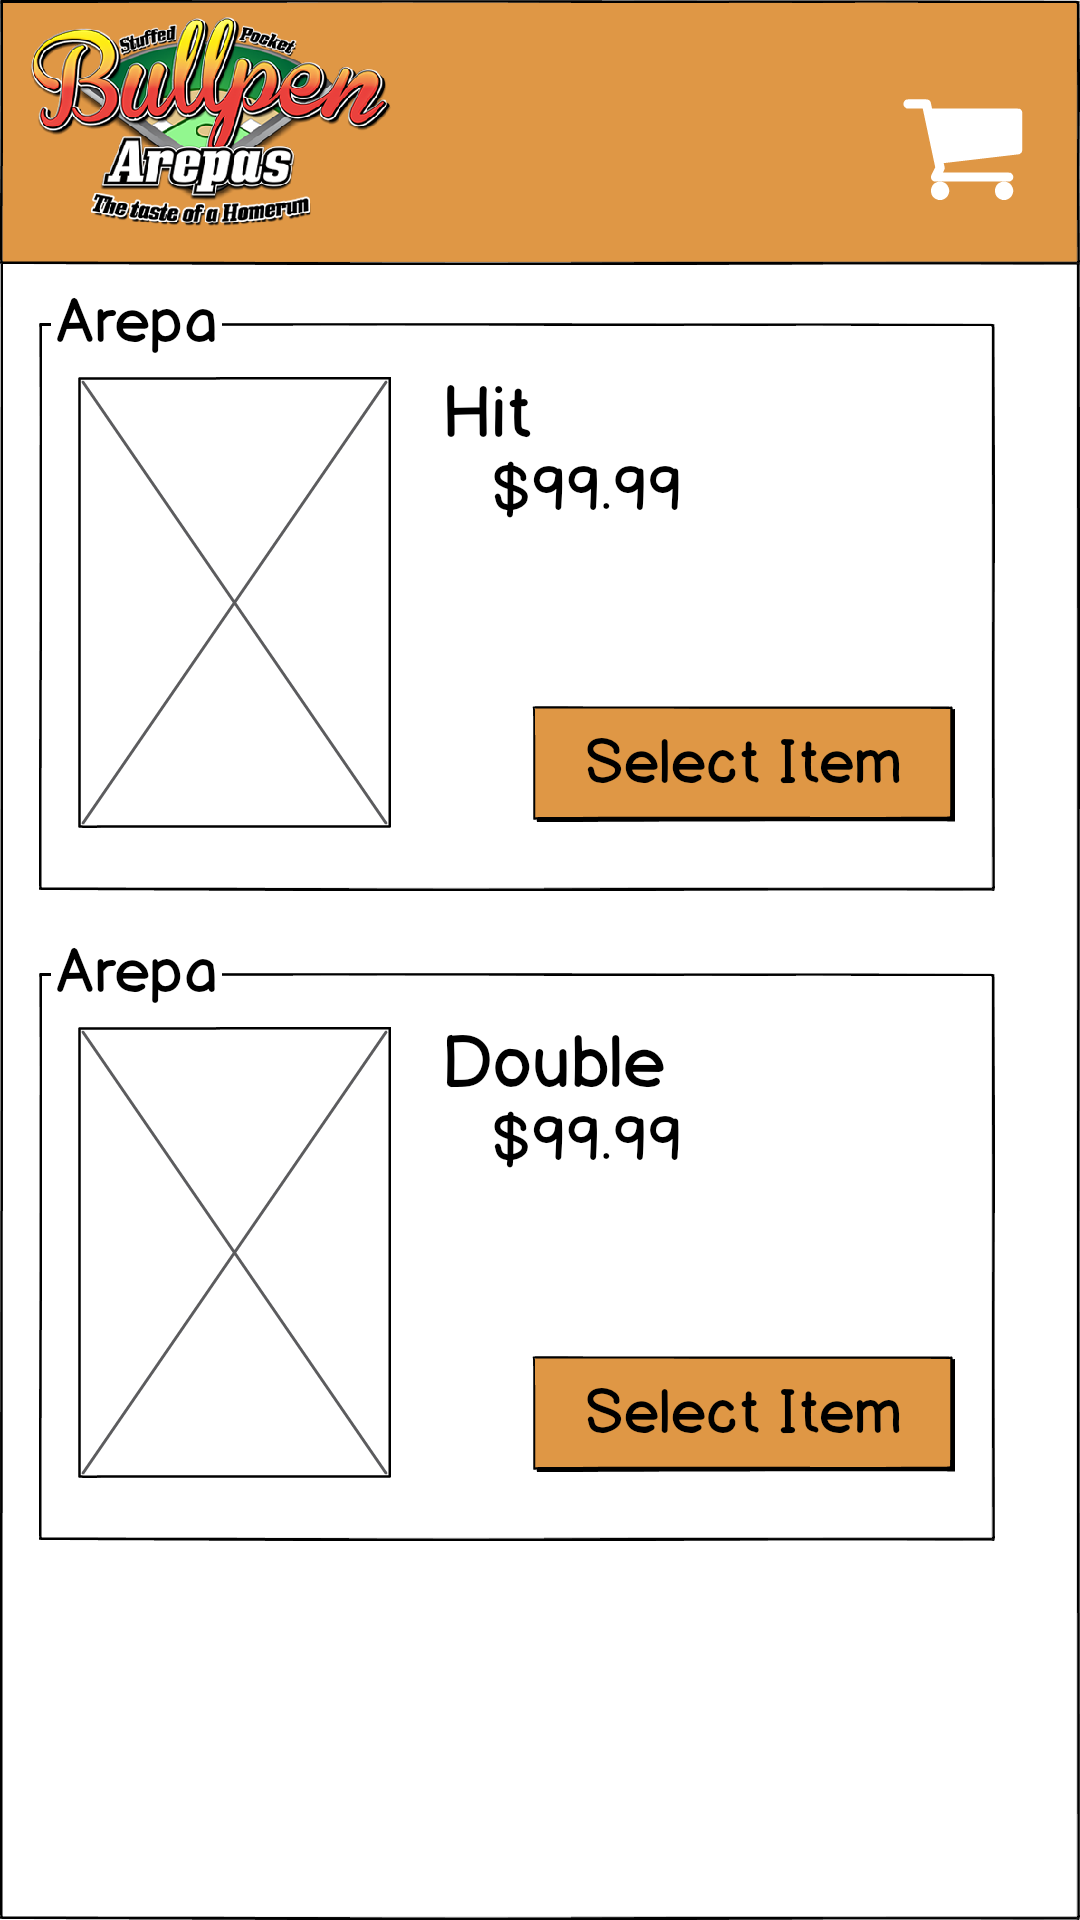 Stuffed Pocket
Bullpen
Arepas
The taste of a Homerun
Arepa
Hit
$99.99
Select Item
Arepa
Double
$99.99
Select Item